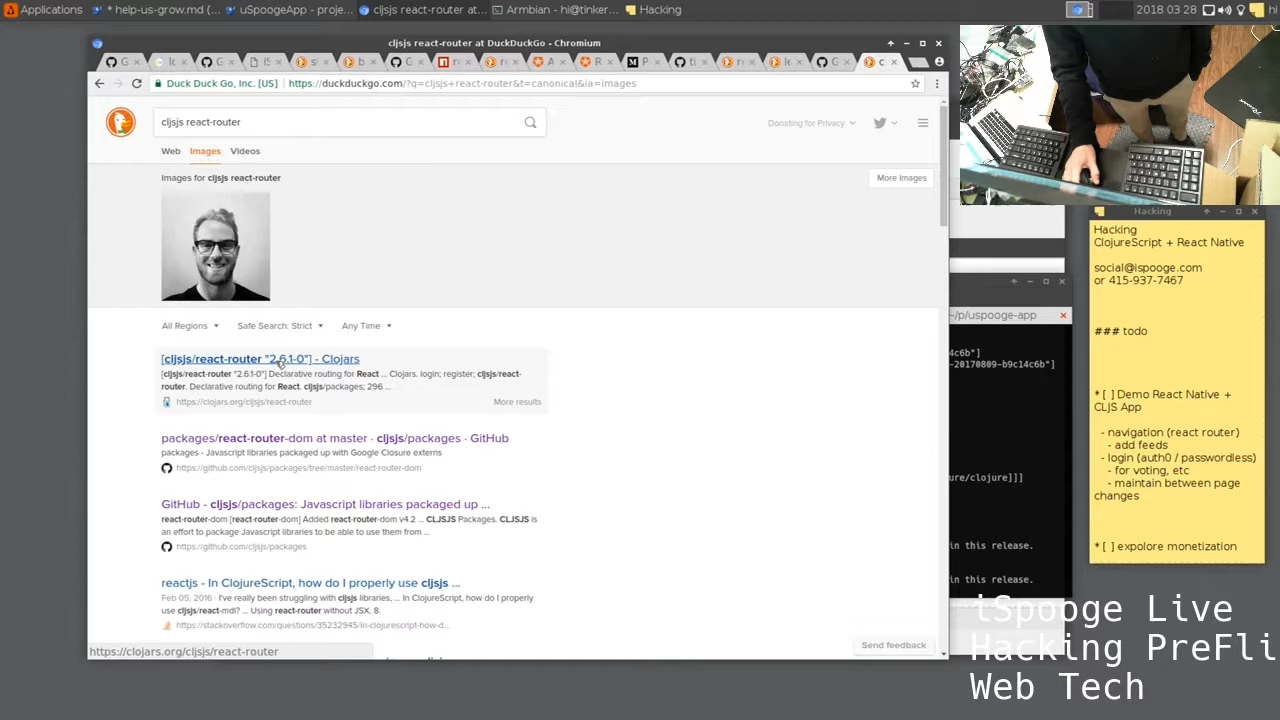 Applications
* help-us-grow.md (...
uSpoogeApp - proje...
cljsjs react-router at...
Armbian - hi@tinker...
Hacking
2018 03 28
hi
cljsjs react-router at DuckDuckGo - Chromium
Duck Duck Go, Inc. [US]
https://duckduckgo.com/?q=cljsjs+react-router&t=canonical&ia=images
cljsjs react-router
Donating for Privacy
Web Images Videos
Images for cljsjs react-router
More Images
All Regions
Safe Search: Strict
Any Time
[cljsjs/react-router "2.6.1-0"] - Clojars
[cljsjs/react-router "2.6.1-0"] Declarative routing for React ... Clojars. login; register; cljsjs/react-
router. Declarative routing for React. cljsjs/packages; 296 ...
https://clojars.org/cljsjs/react-router
More results
packages/react-router-dom at master · cljsjs/packages · GitHub
packages - Javascript libraries packaged up with Google Closure externs
https://github.com/cljsjs/packages/tree/master/react-router-dom
GitHub - cljsjs/packages: Javascript libraries packaged up ...
react-router-dom [react-router-dom] Added react-router-dom v4.2 ... CLJSJS Packages. CLJSJS is
an effort to package Javascript libraries to be able to use them from ...
https://github.com/cljsjs/packages
reactjs - In ClojureScript, how do I properly use cljsjs ...
Feb 05, 2016 - I've really been struggling with cljsjs libraries, ... In ClojureScript, how do I properly
use cljsjs/react-mdl? ... Using react-router without JSX. 8.
https://stackoverflow.com/questions/35232945/in-clojurescript-how-d...
Send feedback
https://clojars.org/cljsjs/react-router
~/p/uspooge-app
4c6b"]
-20170809-b9c14c6b"]
ure/clojure]]]
in this release.
in this release.
Hacking
Hacking
ClojureScript + React Native
social@ispooge.com
or 415-937-7467
### todo
* [ ] Demo React Native +
CLJS App
- navigation (react router)
- add feeds
- login (auth0 / passwordless)
- for voting, etc
- maintain between page
changes
* [ ] expolore monetization
iSpooge Live
Hacking PreFli
Web Tech